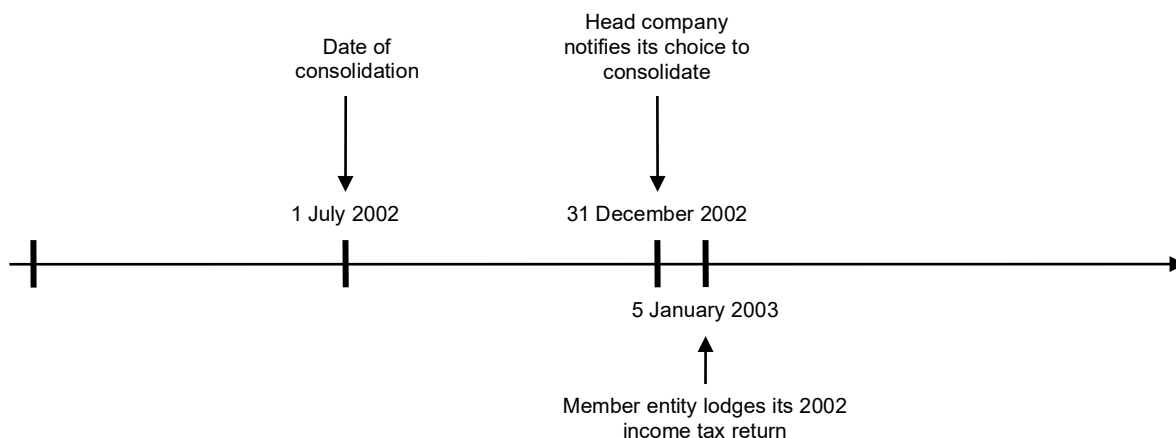 Date of
consolidation
Head company
notifies its choice to
consolidate
1 July 2002
31 December 2002
5 January 2003
Member entity lodges its 2002
income tax return